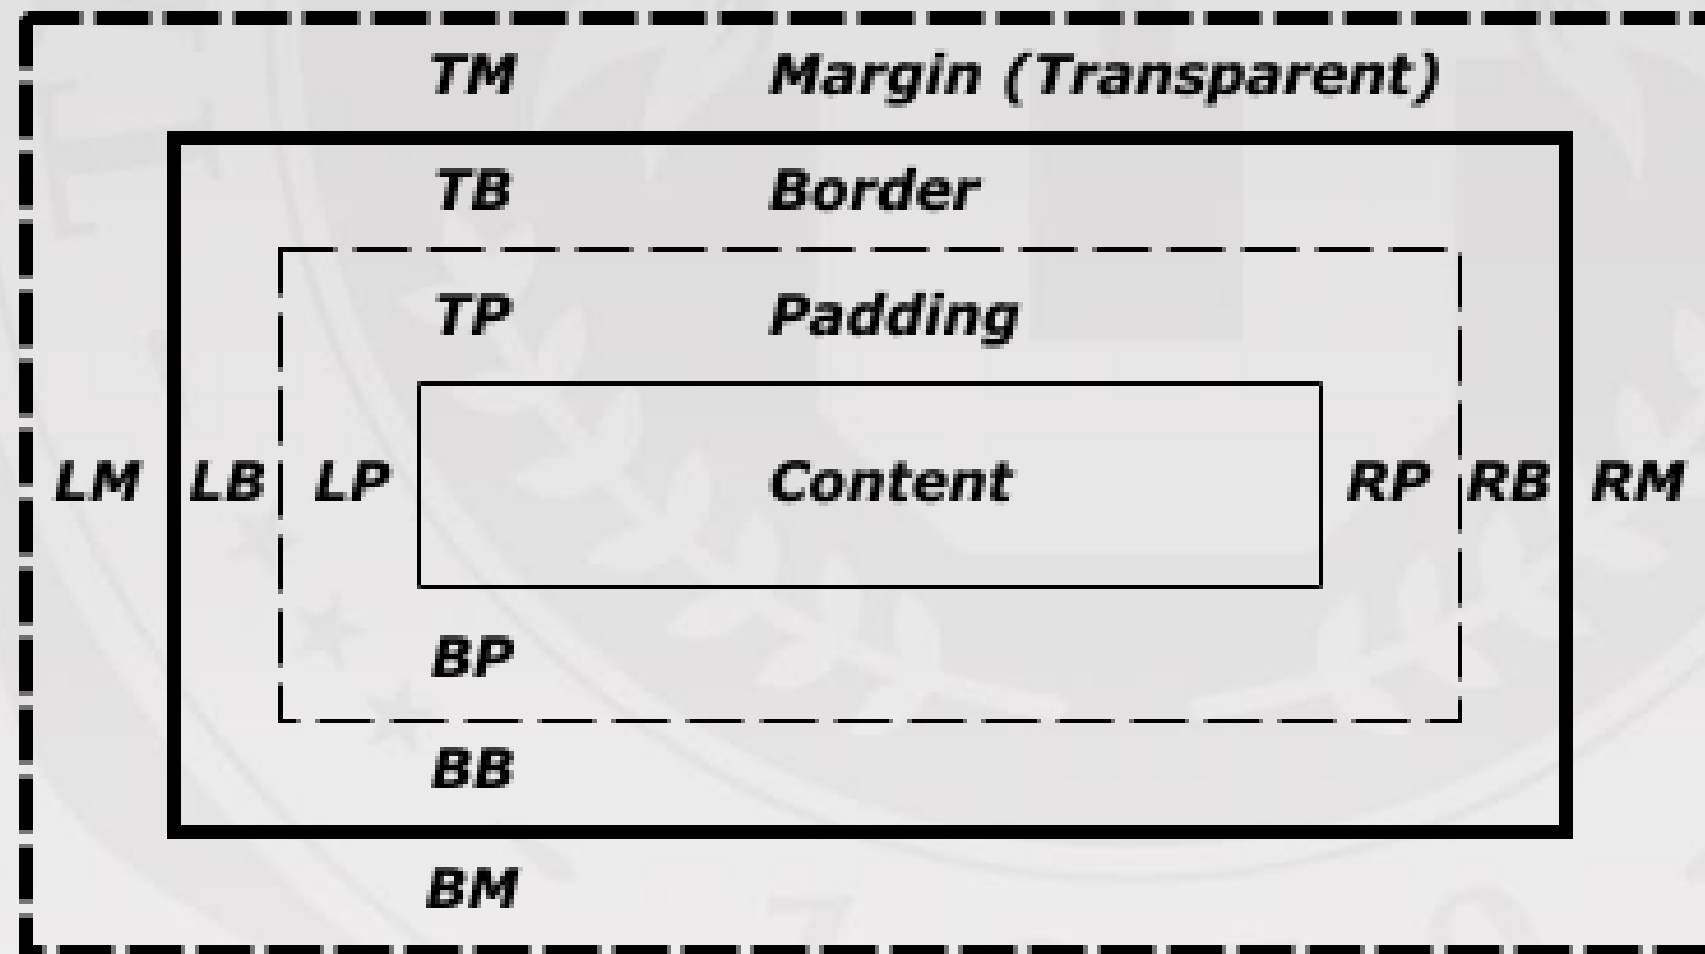 TM Margin (Transparent)
TB Border
TP Padding
LM LB LP Content RP RB RM
BP
BB
BM